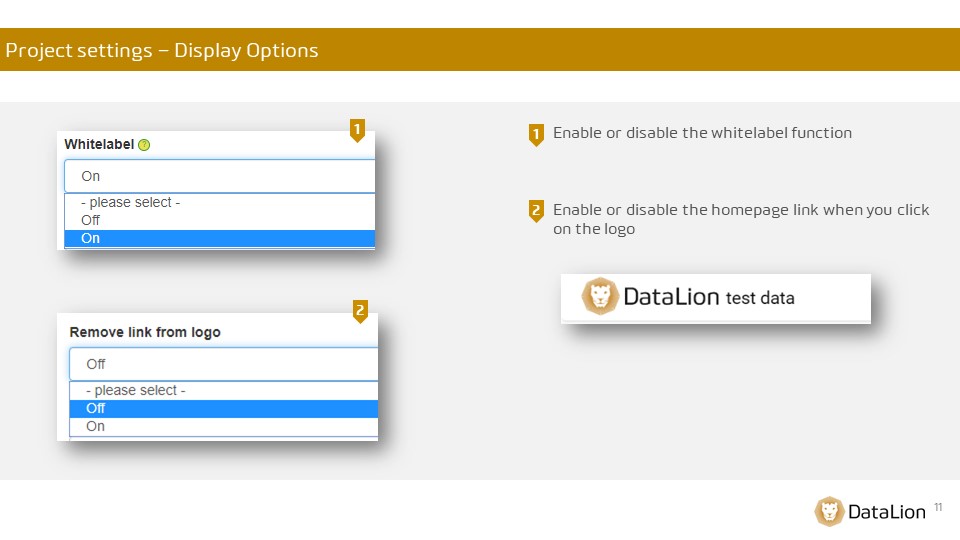 Project settings – Display Options
1
Whitelabel ?
On
- please select -
Off
On
2
Remove link from logo
Off
- please select -
Off
On
1 Enable or disable the whitelabel function
2 Enable or disable the homepage link when you click
on the logo
DataLion test data
DataLion 11